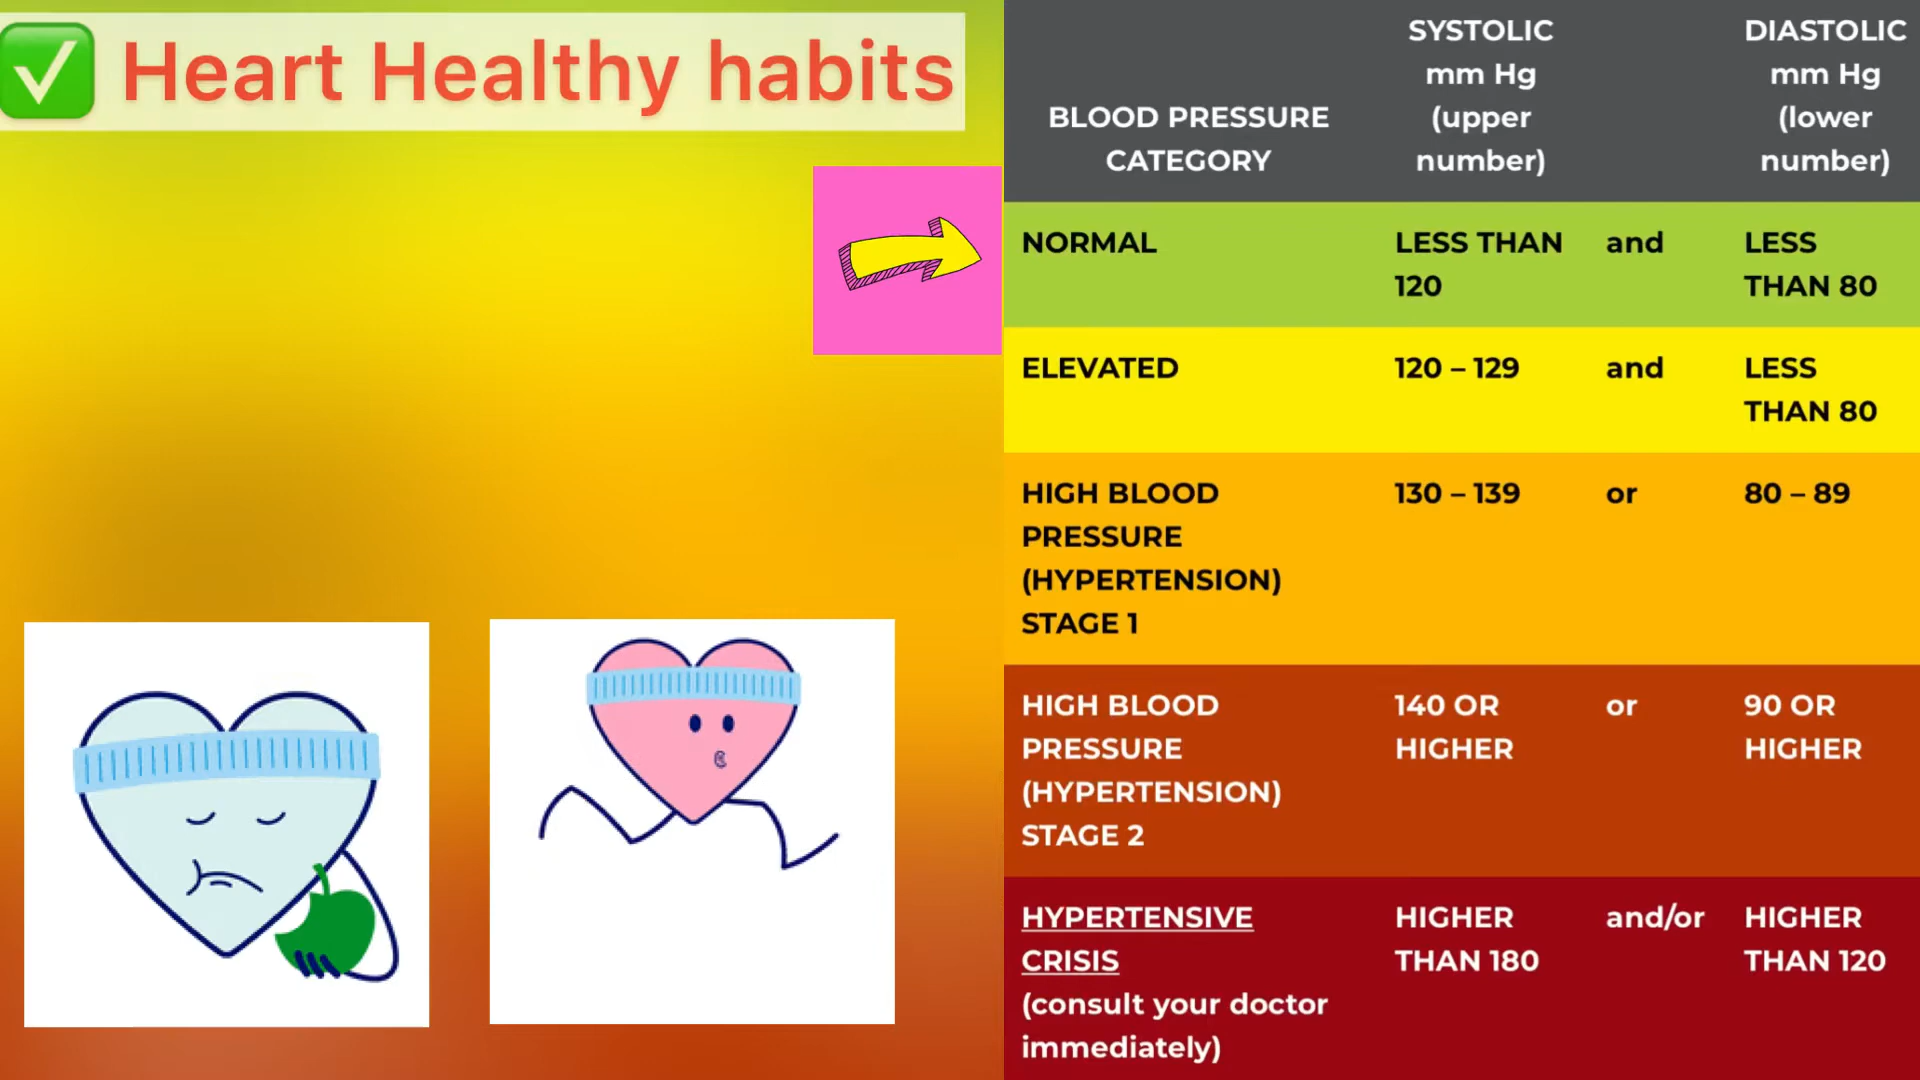 ✅ Heart Healthy habits
BLOOD PRESSURE
CATEGORY
SYSTOLIC
mm Hg
(upper
number)
DIASTOLIC
mm Hg
(lower
number)
NORMAL
LESS THAN
120
and
LESS
THAN 80
ELEVATED
120 – 129
and
LESS
THAN 80
HIGH BLOOD
PRESSURE
(HYPERTENSION)
STAGE 1
130 – 139
or
80 – 89
HIGH BLOOD
PRESSURE
(HYPERTENSION)
STAGE 2
140 OR
HIGHER
or
90 OR
HIGHER
HYPERTENSIVE
CRISIS
(consult your doctor
immediately)
HIGHER
THAN 180
and/or
HIGHER
THAN 120